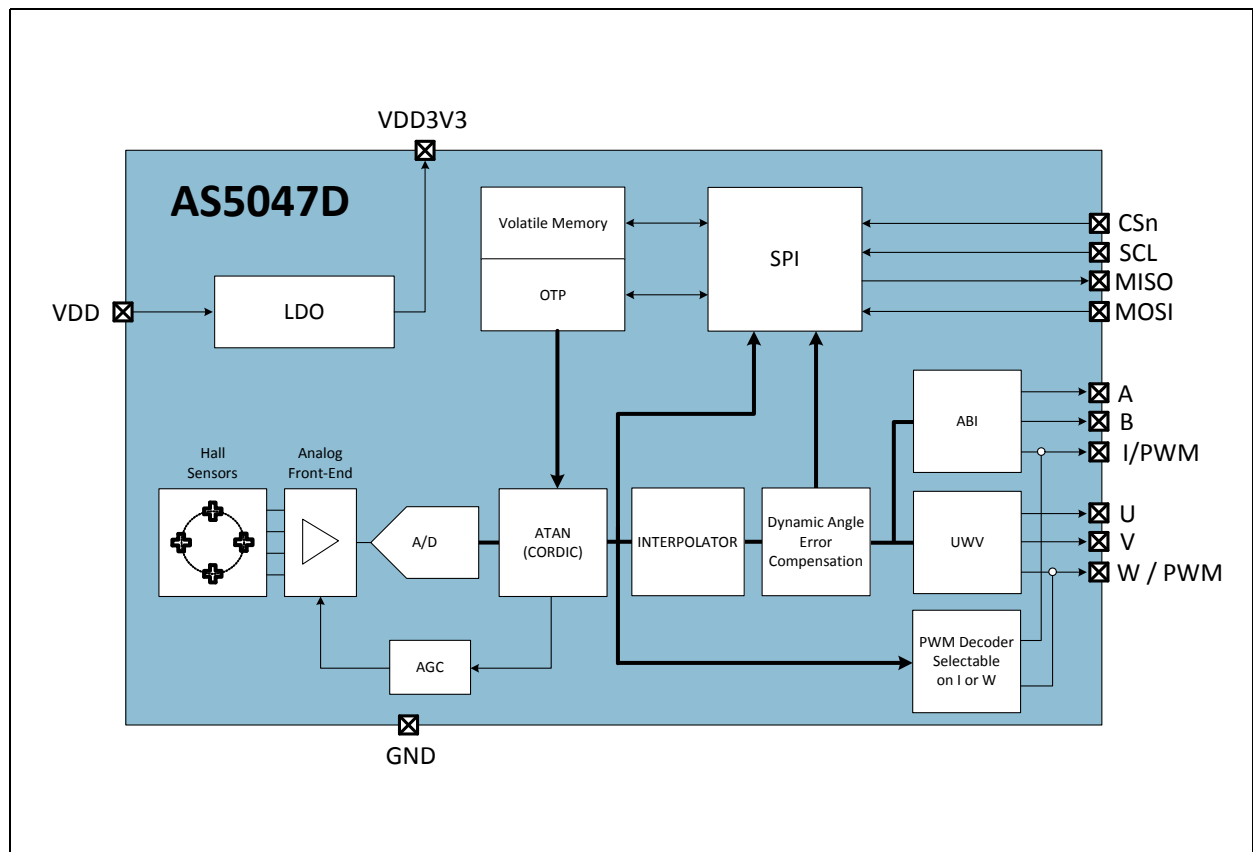 VDD3V3
AS5047D
Volatile Memory
OTP
SPI
CSn
SCL
MISO
MOSI
VDD
LDO
A
B
I/PWM
ABI
Hall
Sensors
Analog
Front-End
A/D
ATAN
(CORDIC)
INTERPOLATOR
Dynamic Angle
Error
Compensation
UWV
U
V
W / PWM
AGC
PWM Decoder
Selectable
on I or W
GND